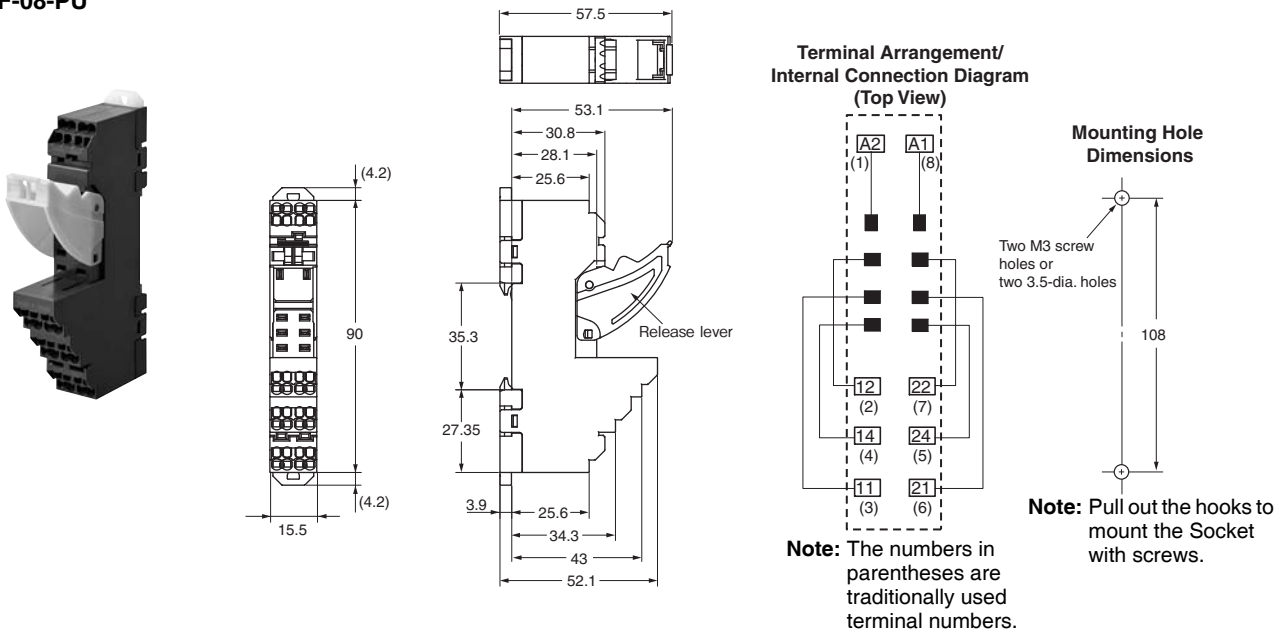 F-08-PU
57.5
53.1
30.8
28.1
25.6
(4.2)
90
(4.2)
15.5
35.3
27.35
Release lever
3.9
25.6
34.3
43
52.1
Terminal Arrangement/
Internal Connection Diagram
(Top View)
A2 A1
(1) (8)
12 22
(2) (7)
14 24
(4) (5)
11 21
(3) (6)
Note: The numbers in
parentheses are
traditionally used
terminal numbers.
Mounting Hole
Dimensions
Two M3 screw
holes or
two 3.5-dia. holes
108
Note: Pull out the hooks to
mount the Socket
with screws.